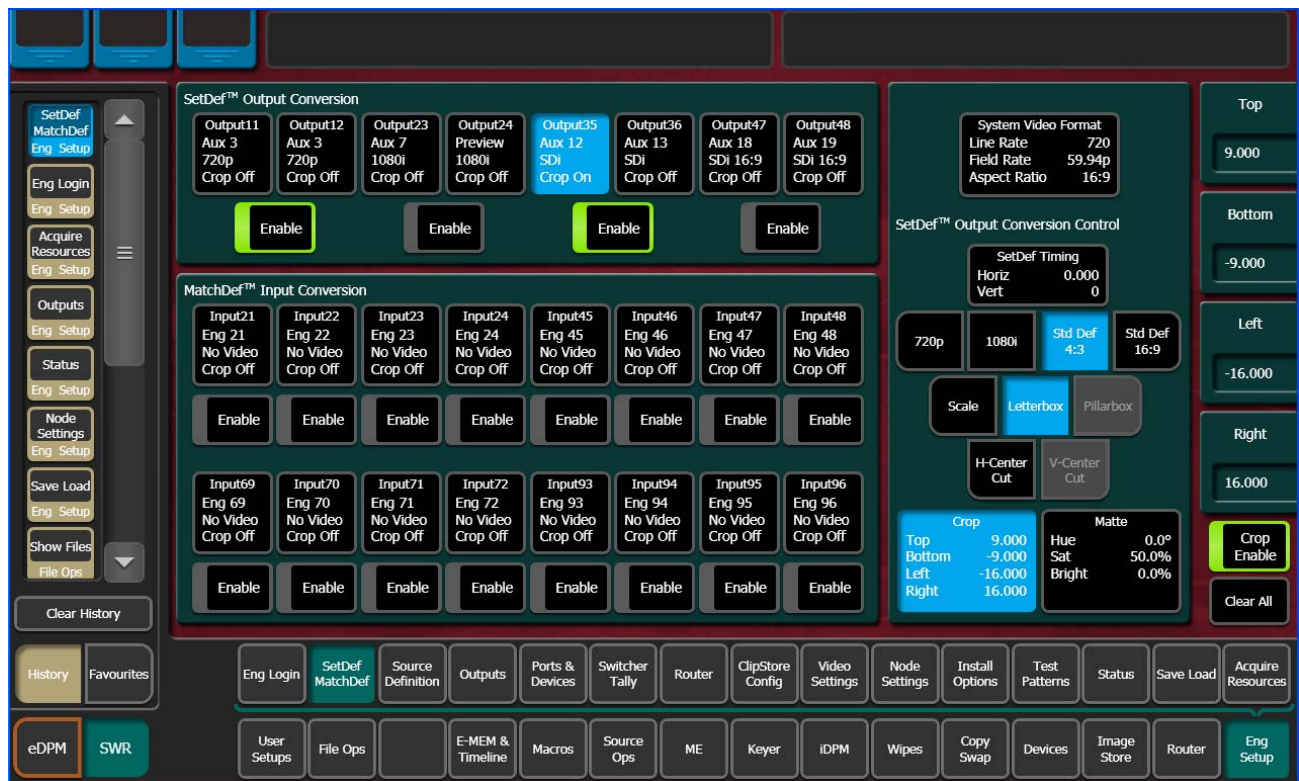 SetDef
MatchDef
Eng Setup
Eng Login
Eng Setup
Acquire
Resources
Eng Setup
Outputs
Eng Setup
Status
Eng Setup
Node
Settings
Eng Setup
Save Load
Eng Setup
Show Files
File Ops
Clear History
History
Favourites
eDPM
SWR
SetDef™ Output Conversion
Output11
Aux 3
720p
Crop Off
Output12
Aux 3
720p
Crop Off
Output23
Aux 7
1080i
Crop Off
Output24
Preview
1080i
Crop Off
Output35
Aux 12
SDi
Crop On
Output36
Aux 13
SDi
Crop Off
Output47
Aux 18
SDi 16:9
Crop Off
Output48
Aux 19
SDi 16:9
Crop Off
Enable
Enable
Enable
Enable
MatchDef™ Input Conversion
Input21
Eng 21
No Video
Crop Off
Input22
Eng 22
No Video
Crop Off
Input23
Eng 23
No Video
Crop Off
Input24
Eng 24
No Video
Crop Off
Input45
Eng 45
No Video
Crop Off
Input46
Eng 46
No Video
Crop Off
Input47
Eng 47
No Video
Crop Off
Input48
Eng 48
No Video
Crop Off
Enable
Enable
Enable
Enable
Enable
Enable
Enable
Enable
Input69
Eng 69
No Video
Crop Off
Input70
Eng 70
No Video
Crop Off
Input71
Eng 71
No Video
Crop Off
Input72
Eng 72
No Video
Crop Off
Input93
Eng 93
No Video
Crop Off
Input94
Eng 94
No Video
Crop Off
Input95
Eng 95
No Video
Crop Off
Input96
Eng 96
No Video
Crop Off
Enable
Enable
Enable
Enable
Enable
Enable
Enable
Enable
System Video Format
Line Rate 720
Field Rate 59.94p
Aspect Ratio 16:9
SetDef™ Output Conversion Control
SetDef Timing
Horiz 0.000
Vert 0
720p
1080i
Std Def
4:3
Std Def
16:9
Scale
Letterbox
Pillarbox
H-Center
Cut
V-Center
Cut
Crop
Top 9.000
Bottom -9.000
Left -16.000
Right 16.000
Matte
Hue 0.0°
Sat 50.0%
Bright 0.0%
Top
9.000
Bottom
-9.000
Left
-16.000
Right
16.000
Crop
Enable
Clear All
Eng Login
SetDef
MatchDef
Source
Definition
Outputs
Ports &
Devices
Switcher
Tally
Router
ClipStore
Config
Video
Settings
Node
Settings
Install
Options
Test
Patterns
Status
Save Load
Acquire
Resources
User
Setups
File Ops
E-MEM &
Timeline
Macros
Source
Ops
ME
Keyer
iDPM
Wipes
Copy
Swap
Devices
Image
Store
Router
Eng
Setup